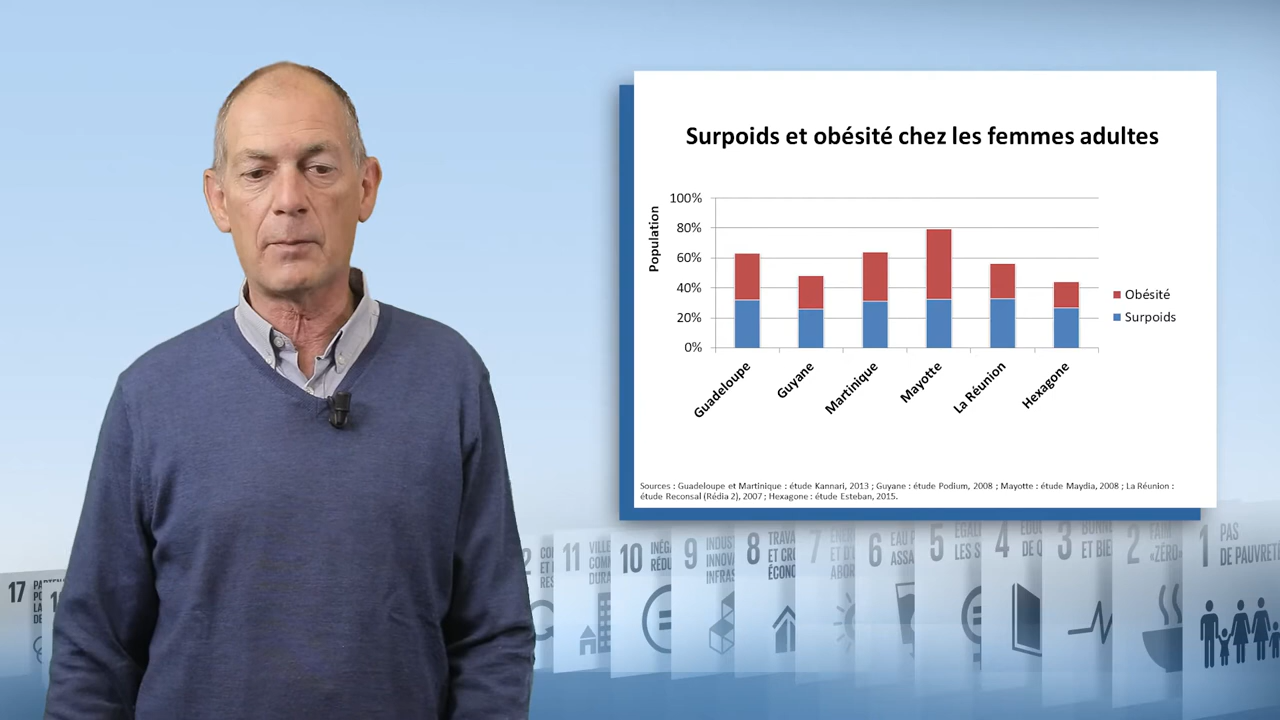 Surpoids et obésité chez les femmes adultes
Population
100%
80%
60%
40%
20%
0%
Guadeloupe
Guyane
Martinique
Mayotte
La Réunion
Hexagone
Obésité
Surpoids
Sources : Guadeloupe et Martinique : étude Kannari, 2013 ; Guyane : étude Podium, 2008 ; Mayotte : étude Maydia, 2008 ; La Réunion :
étude Reconsal (Rédia 2), 2007 ; Hexagone : étude Esteban, 2015.
17
11
10
9
8
7
6
5
4
3
2
1 PAS
DE PAUVRETÉ